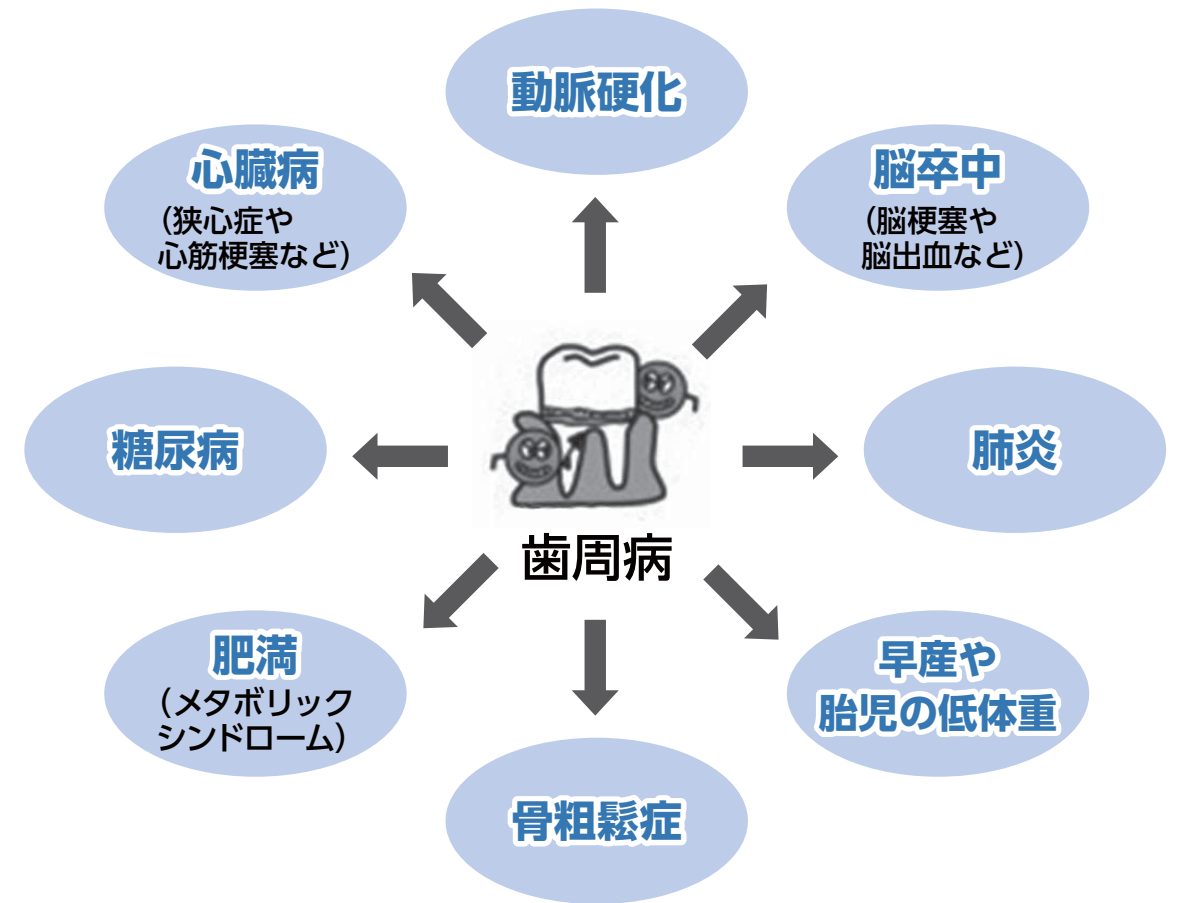 動脈硬化
心臓病
（狭心症や
心筋梗塞など）
脳卒中
（脳梗塞や
脳出血など）
糖尿病
肺炎
歯周病
肥満
（メタボリック
シンドローム）
早産や
胎児の低体重
骨粗鬆症